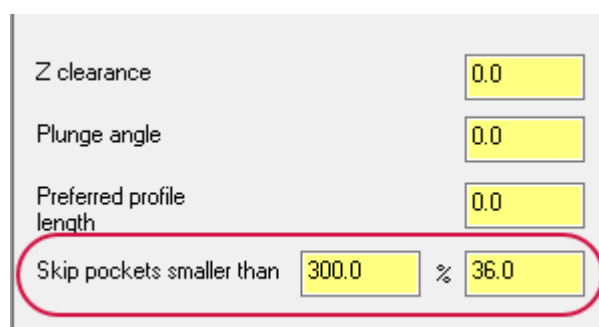 Z clearance 0.0
Plunge angle 0.0
Preferred profile
length 0.0
Skip pockets smaller than 300.0 % 36.0